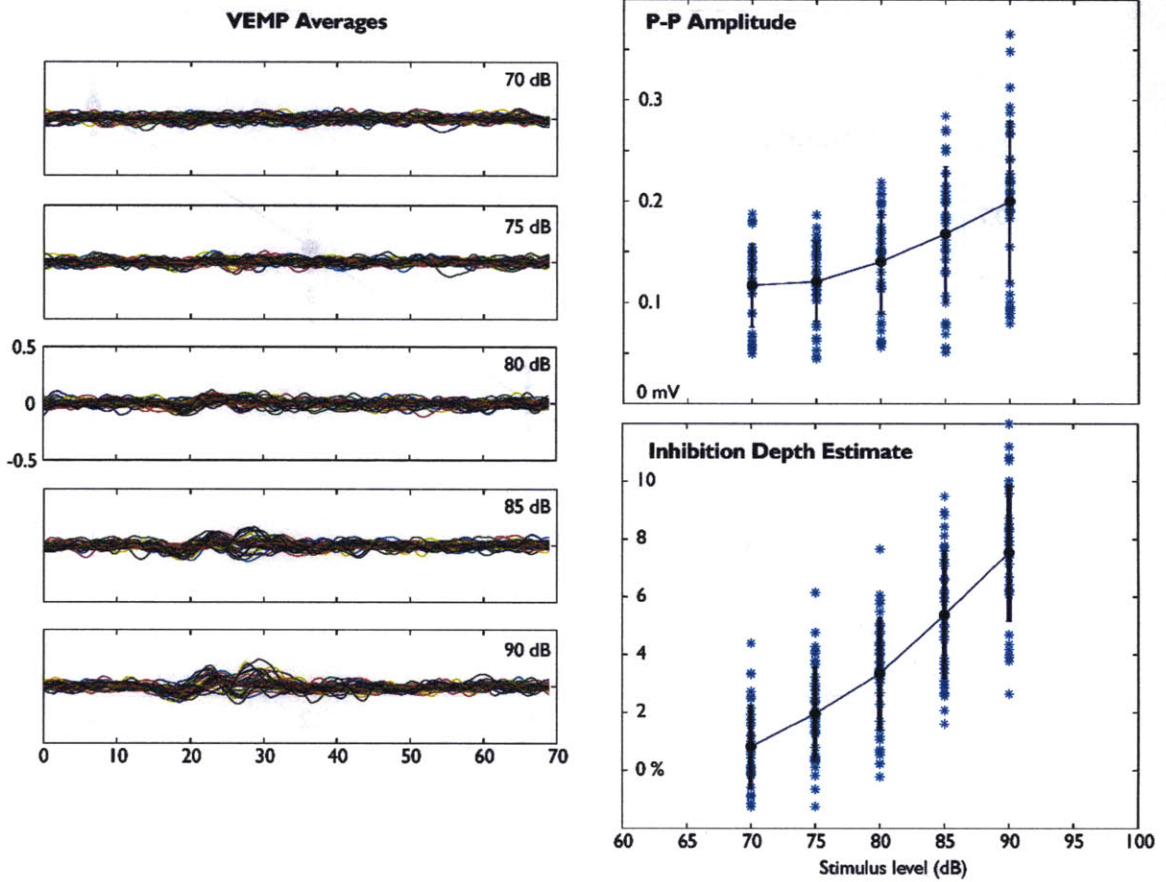 VEMP Averages
70 dB
75 dB
0.5
80 dB
0
-0.5
85 dB
90 dB
0 10 20 30 40 50 60 70
P-P Amplitude
0.3
0.2
0.1
0 mV
Inhibition Depth Estimate
10
8
6
4
2
0 %
60 65 70 75 80 85 90 95 100
Stimulus level (dB)